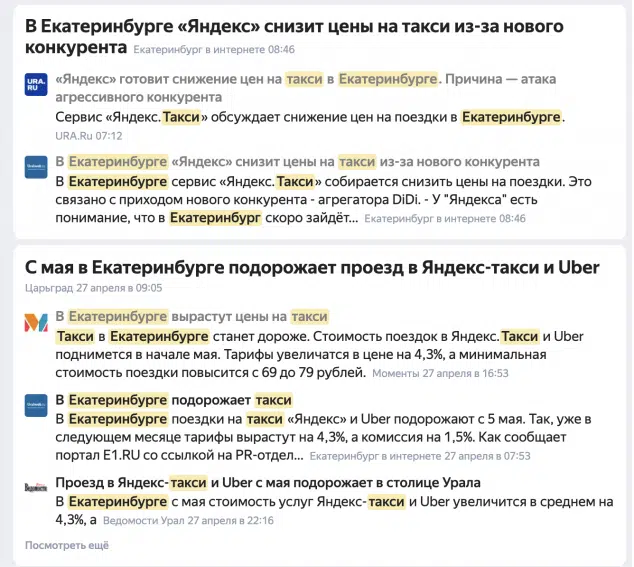 В Екатеринбурге «Яндекс» снизит цены на такси из-за нового
конкурента Екатеринбург в интернете 08:46
URA.
RU
«Яндекс» готовит снижение цен на такси в Екатеринбурге. Причина — атака
агрессивного конкурента
Сервис «Яндекс.Такси» обсуждает снижение цен на поездки в Екатеринбурге.
URA.Ru 07:12
В Екатеринбурге «Яндекс» снизит цены на такси из-за нового конкурента
В Екатеринбурге сервис «Яндекс.Такси» собирается снизить цены на поездки. Это
связано с приходом нового конкурента - агрегатора DiDi. - У "Яндекса" есть
понимание, что в Екатеринбург скоро зайдёт... Екатеринбург в интернете 08:46
С мая в Екатеринбурге подорожает проезд в Яндекс-такси и Uber
Царьград 27 апреля в 09:05
В Екатеринбурге вырастут цены на такси
Такси в Екатеринбурге станет дороже. Стоимость поездок в Яндекс.Такси и Uber
поднимется в начале мая. Тарифы увеличатся в цене на 4,3%, а минимальная
стоимость поездки повысится с 69 до 79 рублей. Моменты 27 апреля в 16:53
В Екатеринбурге подорожает такси
В Екатеринбурге поездки на такси «Яндекс» и Uber подорожают с 5 мая. Так, уже в
следующем месяце тарифы вырастут на 4,3%, а комиссия на 1,5%. Как сообщает
портал E1.RU со ссылкой на PR-отдел... Екатеринбург в интернете 27 апреля в 07:53
Проезд в Яндекс-такси и Uber с мая подорожает в столице Урала
В Екатеринбурге с мая стоимость услуг Яндекс-такси и Uber увеличится в среднем на
4,3%, а Ведомости Урал 27 апреля в 22:16
Посмотреть ещё